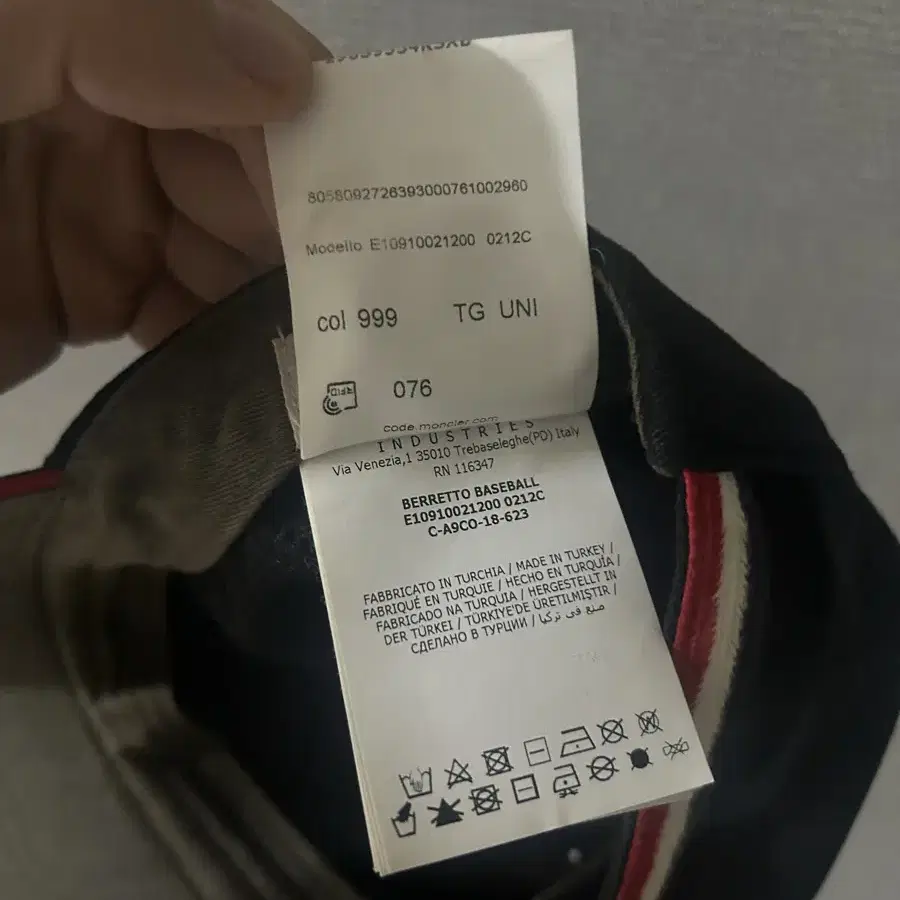 8058092726393000761002960
Modello E10910021200 0212C
col 999 TG UNI
RFID
076
code.moncler.com
INDUSTRIES
Via Venezia,1 35010 Trebaseleghe(PD) Italy
RN 116347
BERRETTO BASEBALL
E10910021200 0212C
C-A9CO-18-623
FABBRICATO IN TURCHIA / MADE IN TURKEY /
FABRIQUÉ EN TURQUIE / HECHO EN TURQUÍA /
FABRICADO NA TURQUIA / HERGESTELLT IN
DER TÜRKEI / TÜRKIYE'DE ÜRETILMIŞTIR /
СДЕЛАНО В ТУРЦИИ / صنع في تركيا